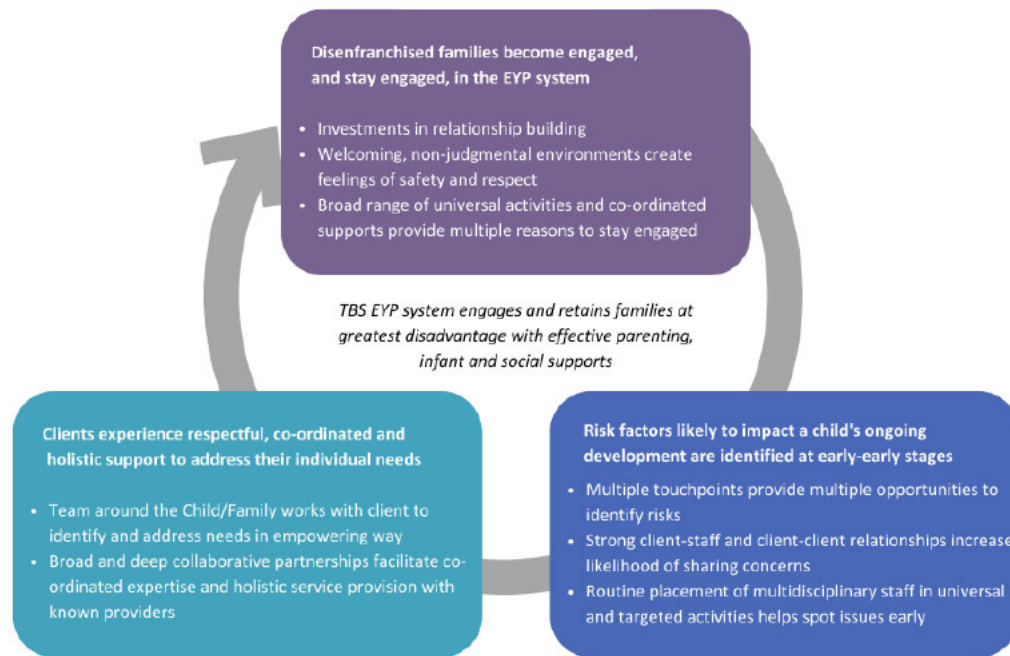 Disenfranchised families become engaged,
and stay engaged, in the EYP system
• Investments in relationship building
• Welcoming, non-judgmental environments create
feelings of safety and respect
• Broad range of universal activities and co-ordinated
supports provide multiple reasons to stay engaged
TBS EYP system engages and retains families at
greatest disadvantage with effective parenting,
infant and social supports
Clients experience respectful, co-ordinated and
holistic support to address their individual needs
• Team around the Child/Family works with client to
identify and address needs in empowering way
• Broad and deep collaborative partnerships facilitate co-
ordinated expertise and holistic service provision with
known providers
Risk factors likely to impact a child's ongoing
development are identified at early-early stages
• Multiple touchpoints provide multiple opportunities to
identify risks
• Strong client-staff and client-client relationships increase
likelihood of sharing concerns
• Routine placement of multidisciplinary staff in universal
and targeted activities helps spot issues early